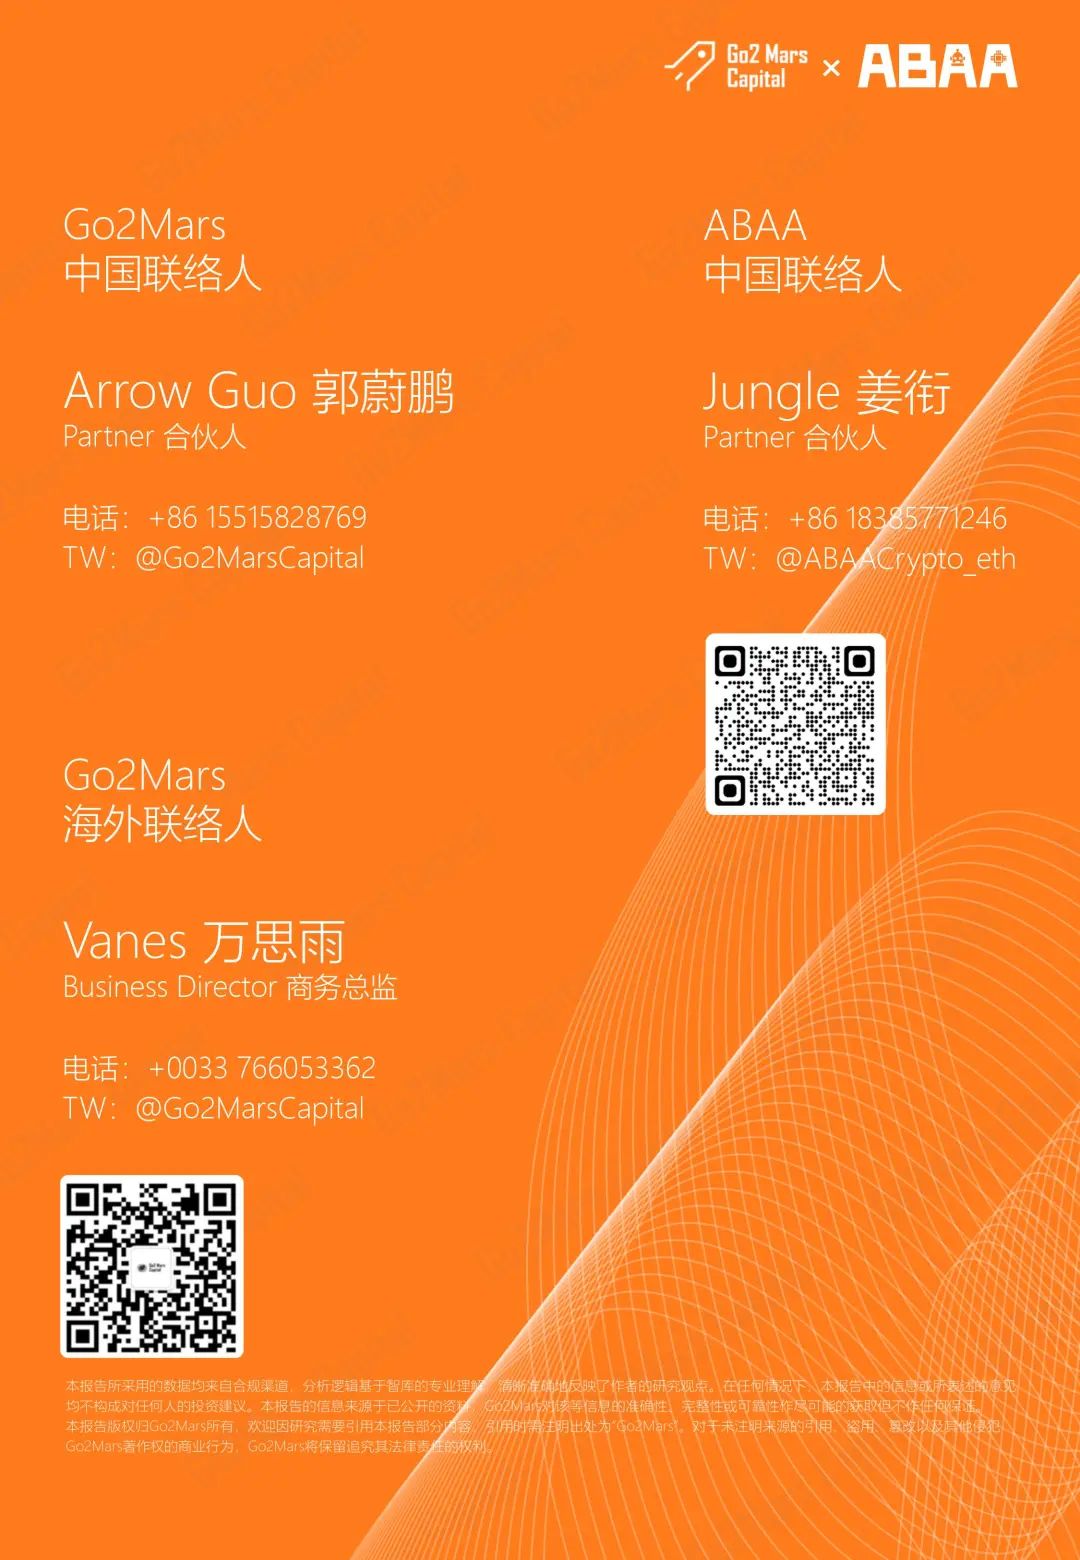 Go2 Mars
Capital
×
ABAA
Go2Mars
中国联络人
Arrow Guo 郭蔚鹏
Partner 合伙人
电话：+86 15515828769
TW：@Go2MarsCapital
ABAA
中国联络人
Jungle 姜衔
Partner 合伙人
电话：+86 18385771246
TW：@ABAACrypto_eth
Go2Mars
海外联络人
Vanes 万思雨
Business Director 商务总监
电话：+0033 766053362
TW：@Go2MarsCapital
Go2 Mars
Capital
本报告所采用的数据均来自合规渠道，分析逻辑基于智库的专业理解，清晰准确地反映了作者的研究观点。在任何情况下，本报告中的信息或所表述的意见
均不构成对任何人的投资建议。本报告的信息来源于已公开的资料，Go2Mars对该等信息的准确性、完整性或可靠性作尽可能的获取但不作任何保证。
本报告版权归Go2Mars所有，欢迎因研究需要引用本报告部分内容，引用时需注明出处为“Go2Mars”。对于未注明来源的引用、盗用、篡改以及其他侵犯
Go2Mars著作权的商业行为，Go2Mars将保留追究其法律责任的权利。